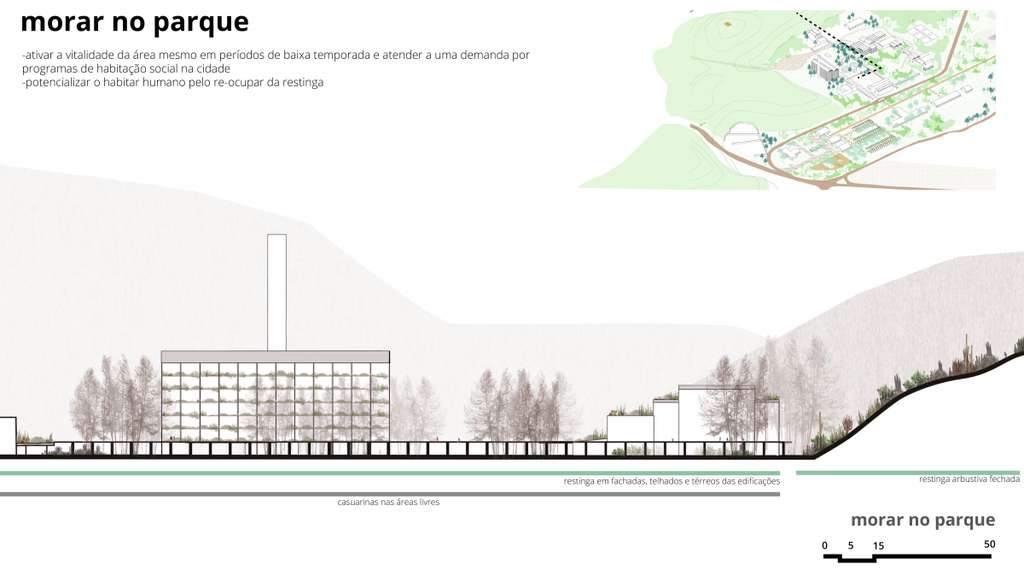 morar no parque
-ativar a vitalidade da área mesmo em períodos de baixa temporada e atender a uma demanda por
programas de habitação social na cidade
-potencializar o habitar humano pelo re-ocupar da restinga
restinga em fachadas, telhados e térreos das edificações
restinga arbustiva fechada
casuarinas nas áreas livres
morar no parque
0 5 15 50